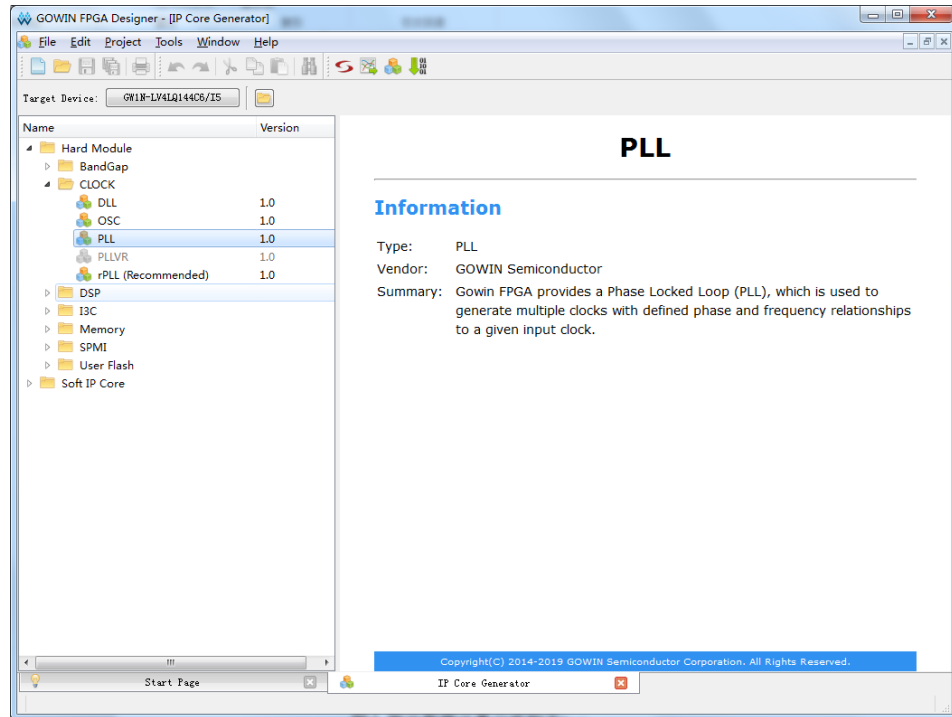 GOWIN FPGA Designer - [IP Core Generator]
File Edit Project Tools Window Help
Target Device: GW1N-LV4LQ144C6/I5
Name Version
Hard Module
BandGap
CLOCK
DLL 1.0
OSC 1.0
PLL 1.0
PLLVR 1.0
rPLL (Recommended) 1.0
DSP
I3C
Memory
SPMI
User Flash
Soft IP Core
PLL
Information
Type: PLL
Vendor: GOWIN Semiconductor
Summary: Gowin FPGA provides a Phase Locked Loop (PLL), which is used to
generate multiple clocks with defined phase and frequency relationships
to a given input clock.
Copyright(C) 2014-2019 GOWIN Semiconductor Corporation. All Rights Reserved.
Start Page IP Core Generator